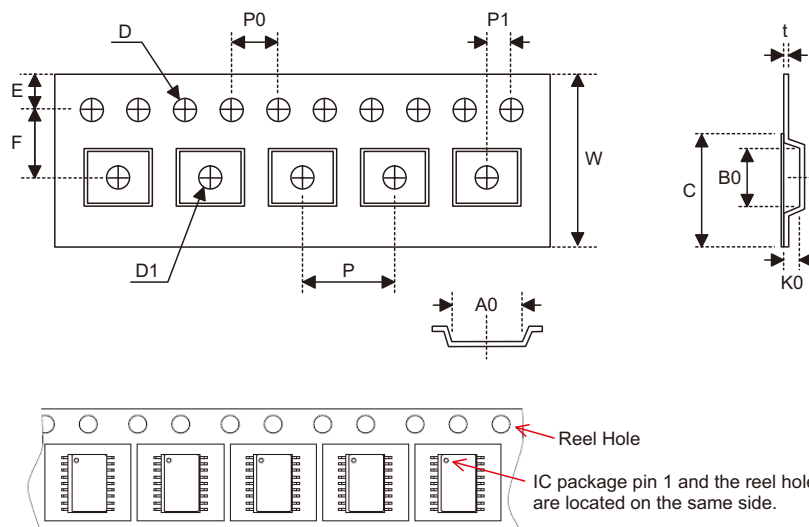 D
P0
P1
t
E
F
W
C
B0
D1
P
K0
A0
Reel Hole
IC package pin 1 and the reel hole
are located on the same side.